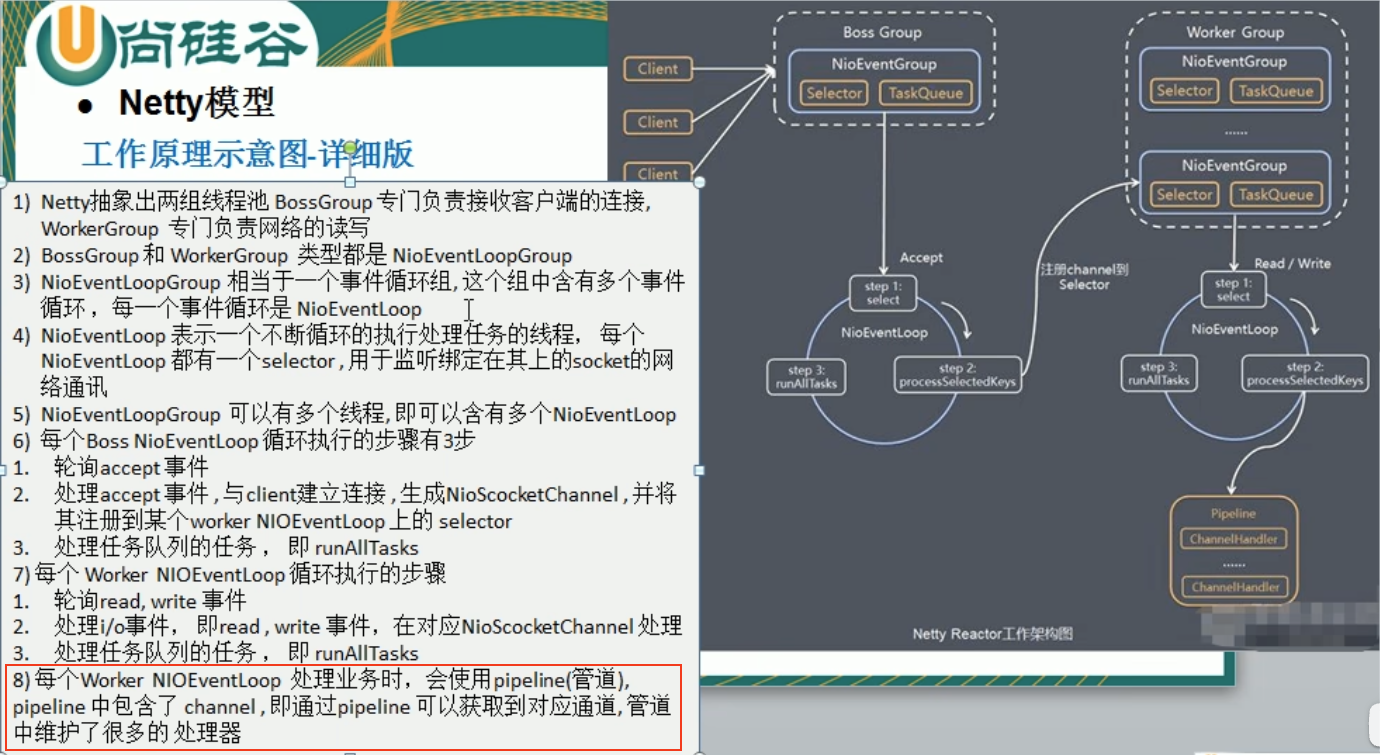 尚硅谷
● Netty模型
工作原理示意图-详细版
1) Netty抽象出两组线程池 BossGroup 专门负责接收客户端的连接,
WorkerGroup 专门负责网络的读写
2) BossGroup 和 WorkerGroup 类型都是 NioEventLoopGroup
3) NioEventLoopGroup 相当于一个事件循环组, 这个组中含有多个事件
循环 ，每一个事件循环是 NioEventLoop
4) NioEventLoop 表示一个不断循环的执行处理任务的线程， 每个
NioEventLoop 都有一个selector , 用于监听绑定在其上的socket的网
络通讯
5) NioEventLoopGroup 可以有多个线程, 即可以含有多个NioEventLoop
6) 每个Boss NioEventLoop 循环执行的步骤有3步
1. 轮询accept 事件
2. 处理accept 事件 , 与client建立连接 , 生成NioScocketChannel , 并将
其注册到某个worker NIOEventLoop 上的 selector
3. 处理任务队列的任务 ， 即 runAllTasks
7) 每个 Worker NIOEventLoop 循环执行的步骤
1. 轮询read, write 事件
2. 处理i/o事件， 即read , write 事件，在对应NioScocketChannel 处理
3. 处理任务队列的任务 ， 即 runAllTasks
8) 每个Worker NIOEventLoop 处理业务时，会使用pipeline(管道),
pipeline 中包含了 channel , 即通过pipeline 可以获取到对应通道, 管道
中维护了很多的 处理器
Client
Client
Client
Boss Group
NioEventGroup
Selector
TaskQueue
Worker Group
NioEventGroup
Selector
TaskQueue
......
NioEventGroup
Selector
TaskQueue
Accept
step 1:
select
NioEventLoop
step 3:
runAllTasks
step 2:
processSelectedKeys
注册channel到
Selector
Read / Write
step 1:
select
NioEventLoop
step 3:
runAllTasks
step 2:
processSelectedKeys
Pipeline
ChannelHandler
......
ChannelHandler
Netty Reactor工作架构图